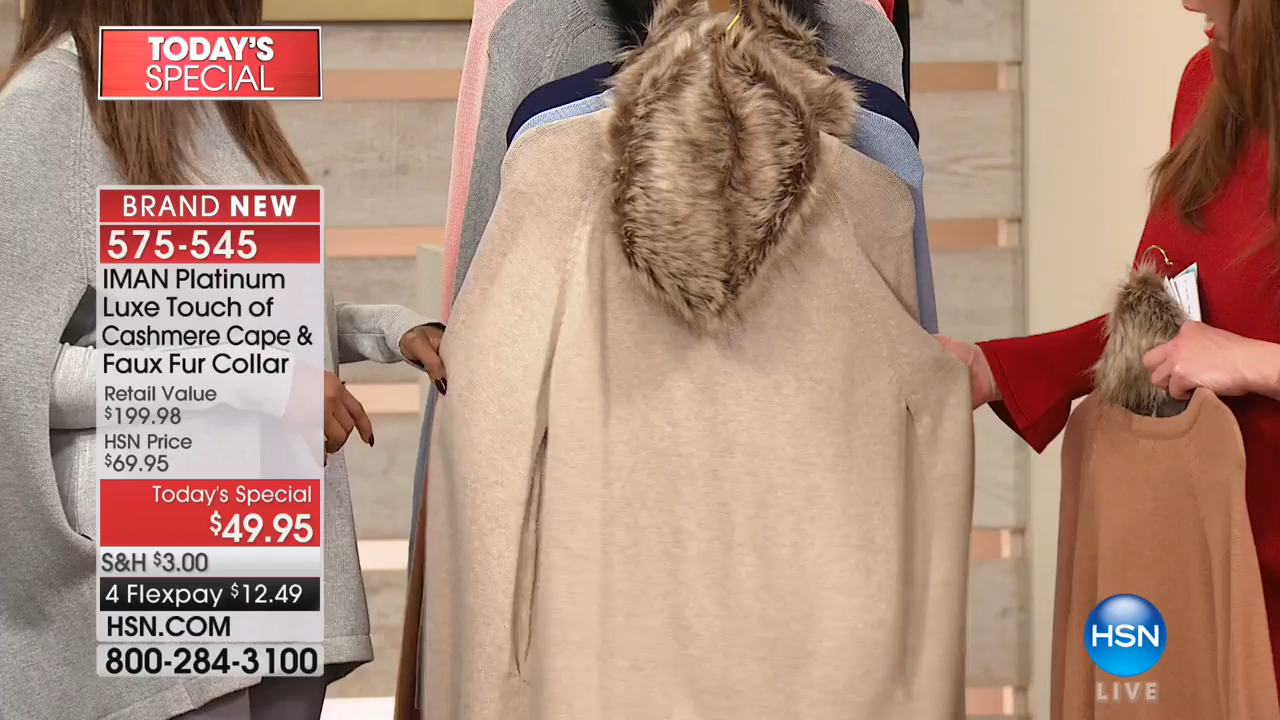 TODAY'S
SPECIAL
BRAND NEW
575-545
IMAN Platinum
Luxe Touch of
Cashmere Cape &
Faux Fur Collar
Retail Value
$199.98
HSN Price
$69.95
Today's Special
$49.95
S&H $3.00
4 Flexpay $12.49
HSN.COM
800-284-3100
HSN
LIVE